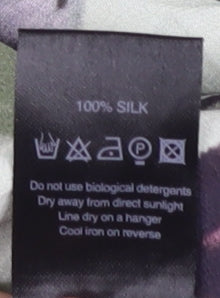 100% SILK
P
Do not use biological detergents
Dry away from direct sunlight
Line dry on a hanger
Cool iron on reverse